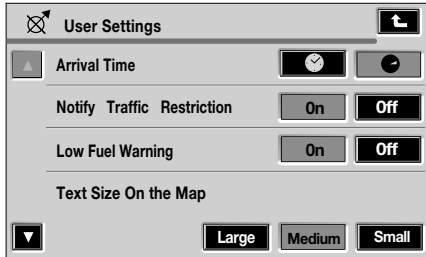 User Settings
Arrival Time
Notify Traffic Restriction On Off
Low Fuel Warning On Off
Text Size On the Map
Large Medium Small